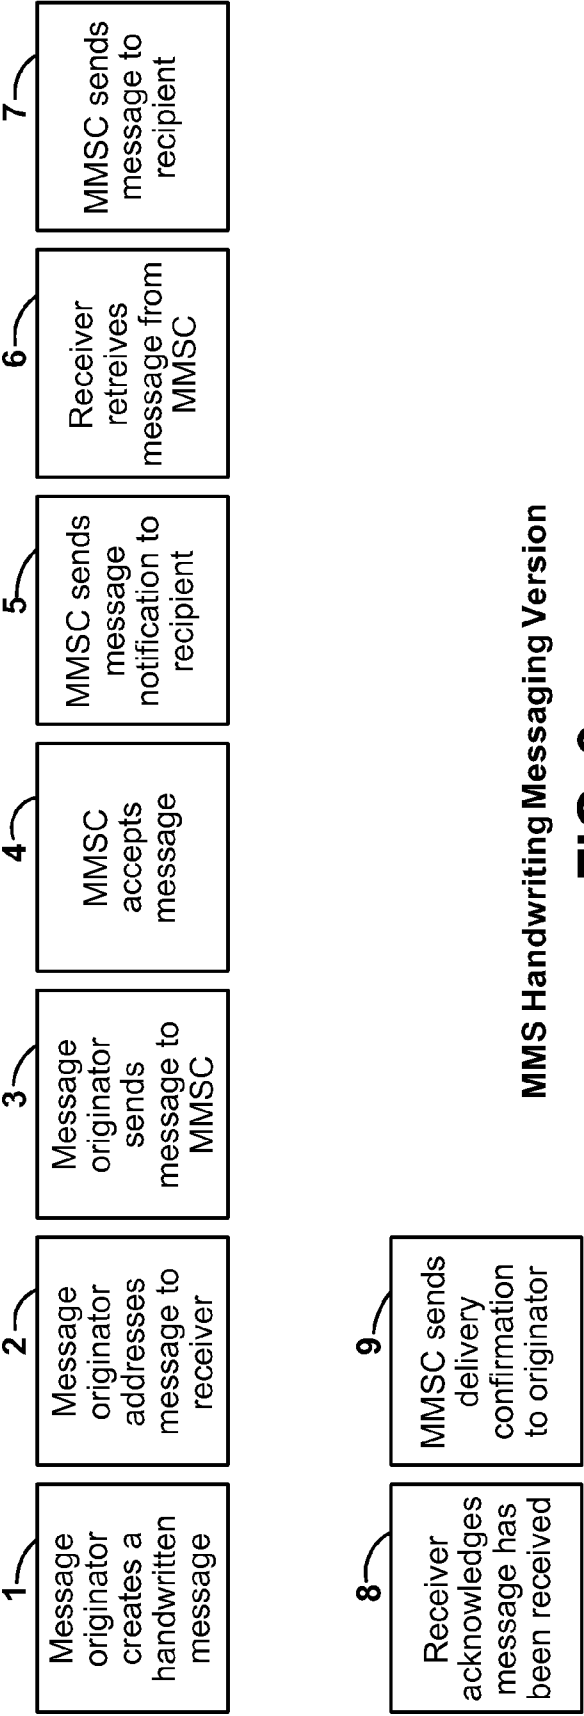 1
Message
originator
creates a
handwritten
message
2
Message
originator
addresses
message to
receiver
3
Message
originator
sends
message to
MMSC
4
MMSC
accepts
message
5
MMSC sends
message
notification to
recipient
6
Receiver
retreives
message from
MMSC
7
MMSC sends
message to
recipient
8
Receiver
acknowledges
message has
been received
9
MMSC sends
delivery
confirmation
to originator
MMS Handwriting Messaging Version